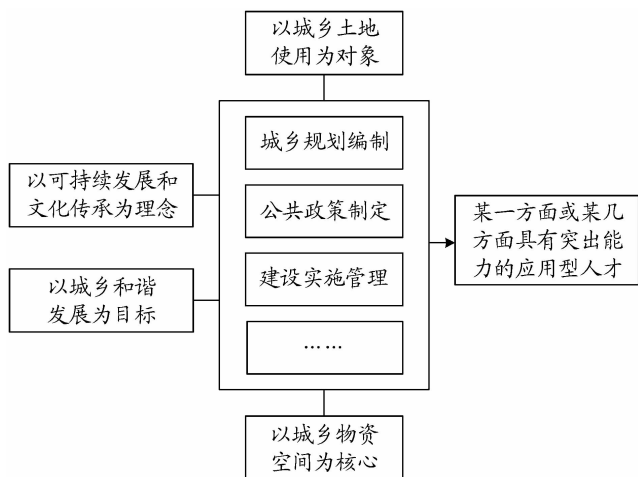 以城乡土地
使用为对象
城乡规划编制
以可持续发展和
文化传承为理念
公共政策制定
某一方面或某几
方面具有突出能
力的应用型人才
以城乡和谐
发展为目标
建设实施管理
……
以城乡物资
空间为核心